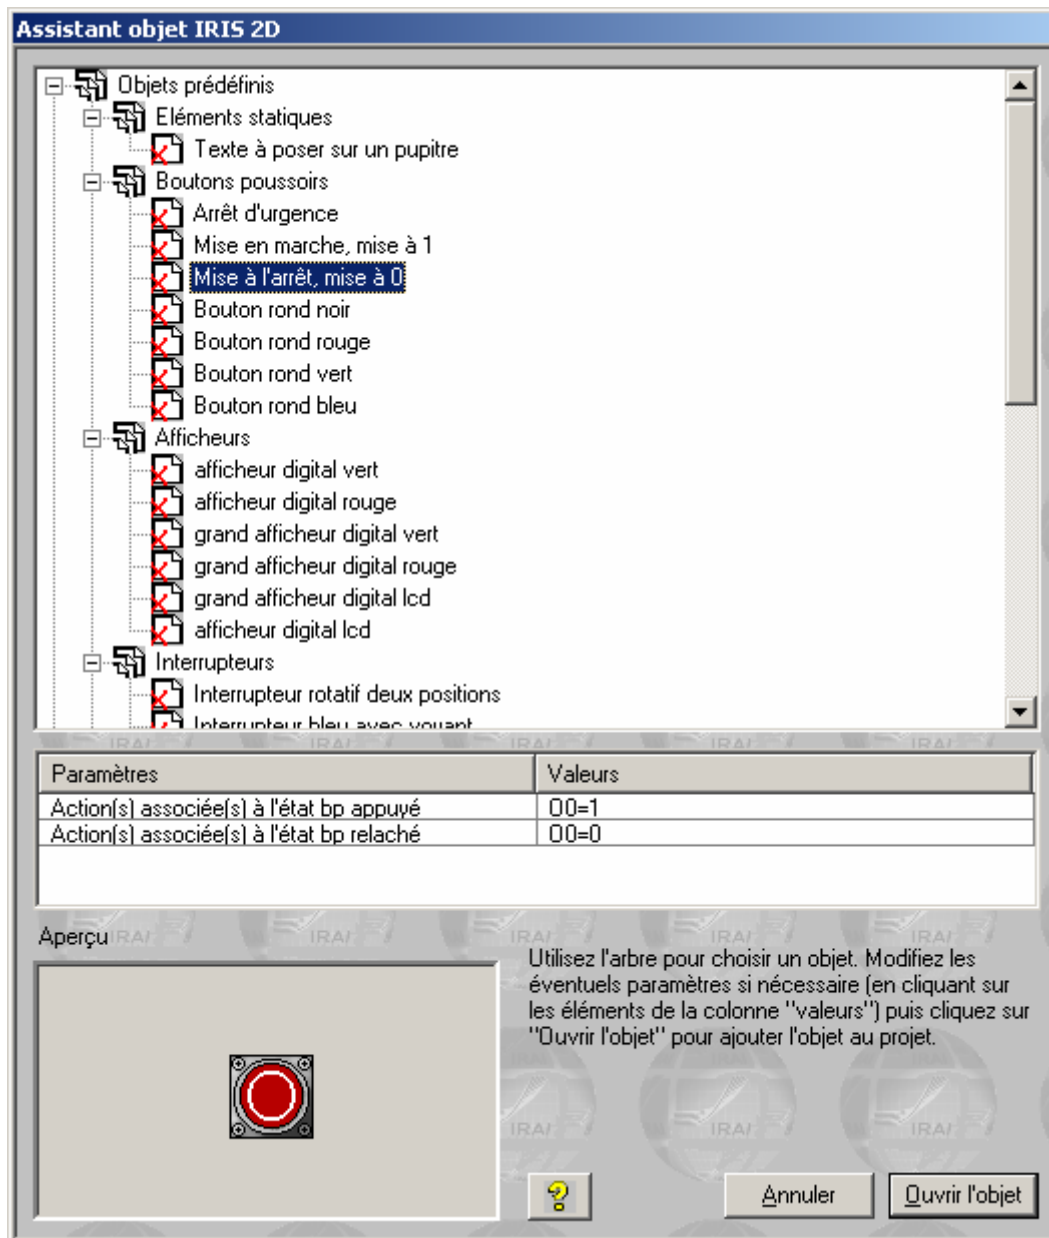 Assistant objet IRIS 2D
Objets prédéfinis
Eléments statiques
Texte à poser sur un pupitre
Boutons poussoirs
Arrêt d'urgence
Mise en marche, mise à 1
Mise à l'arrêt, mise à 0
Bouton rond noir
Bouton rond rouge
Bouton rond vert
Bouton rond bleu
Afficheurs
afficheur digital vert
afficheur digital rouge
grand afficheur digital vert
grand afficheur digital rouge
grand afficheur digital lcd
afficheur digital lcd
Interrupteurs
Interrupteur rotatif deux positions
Interrupteur bleu avec voyant
Paramètres Valeurs
Action(s) associée(s) à l'état bp appuyé O0=1
Action(s) associée(s) à l'état bp relaché O0=0
Aperçu
Utilisez l'arbre pour choisir un objet. Modifiez les
éventuels paramètres si nécessaire (en cliquant sur
les éléments de la colonne "valeurs") puis cliquez sur
"Ouvrir l'objet" pour ajouter l'objet au projet.
Annuler
Ouvrir l'objet